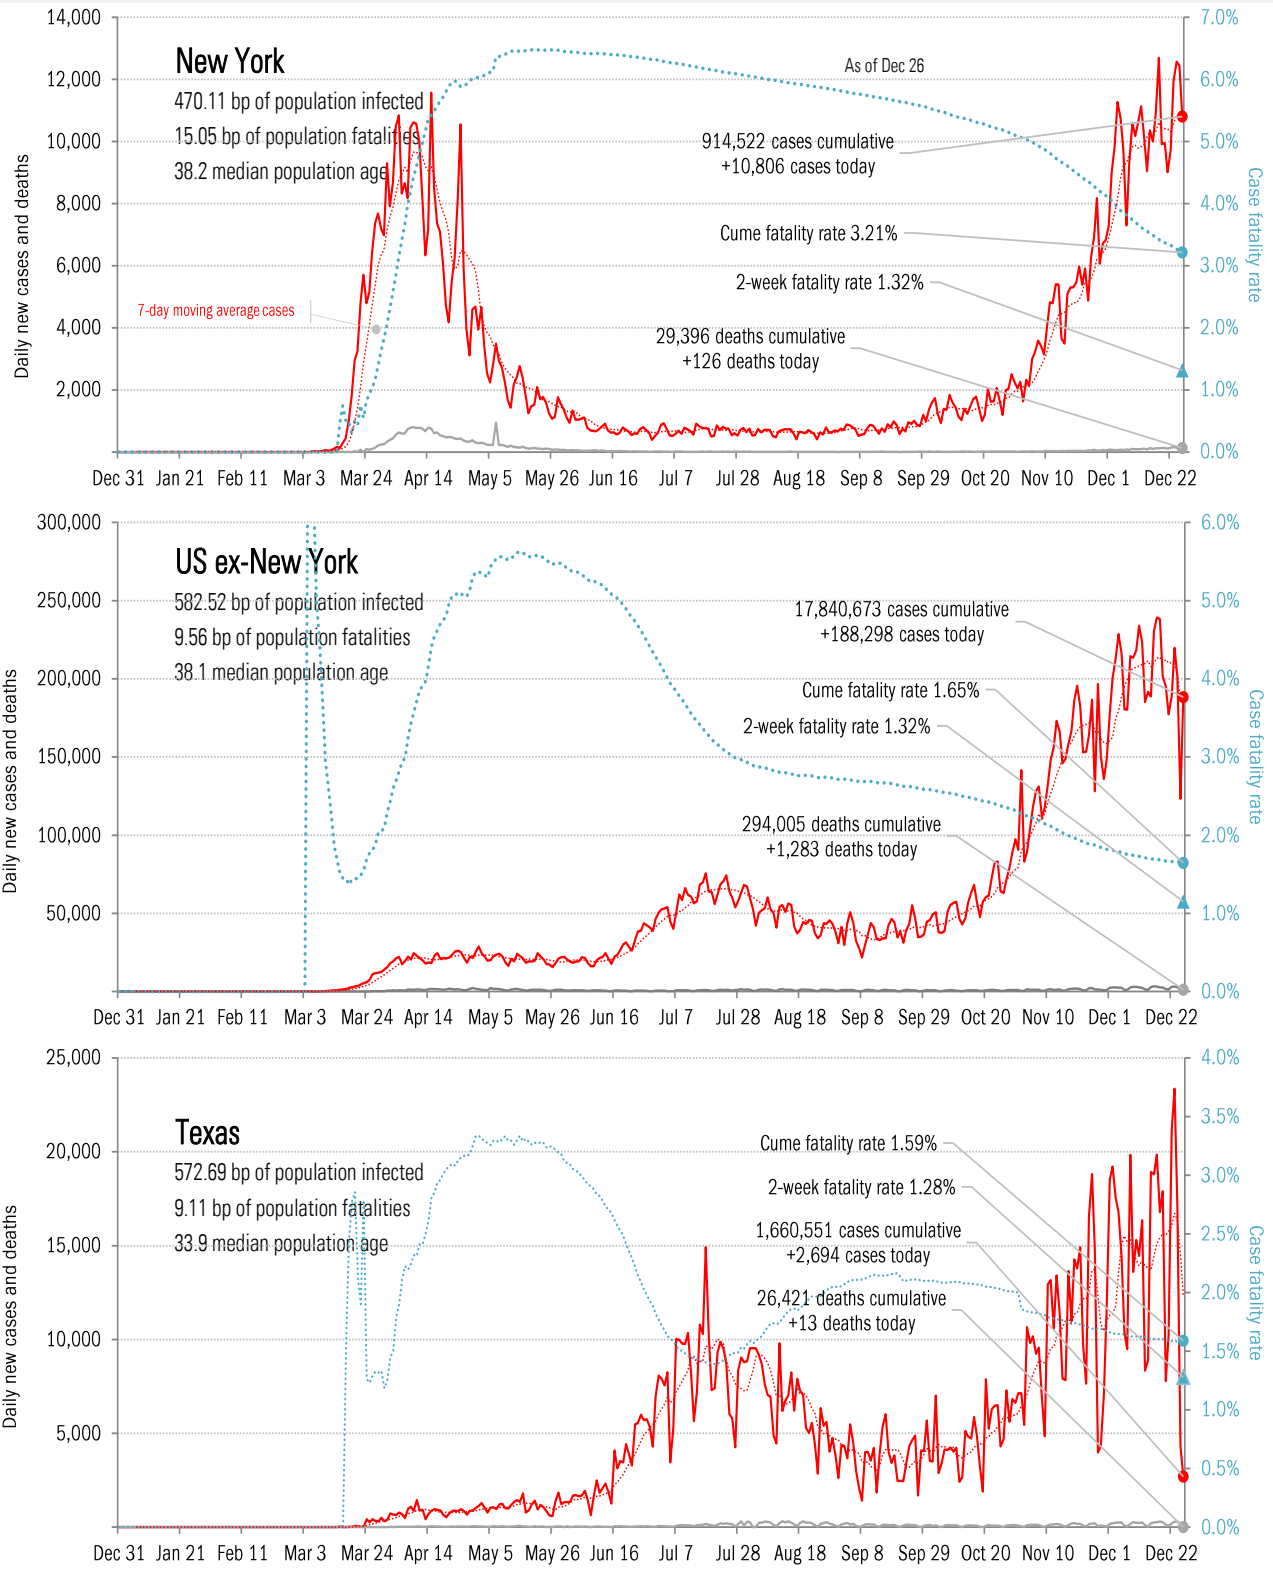 14,000
12,000
10,000
8,000
6,000
4,000
2,000
Daily new cases and deaths
New York
470.11 bp of population infected
15.05 bp of population fatalities
38.2 median population age
7-day moving average cases
As of Dec 26
914,522 cases cumulative
+10,806 cases today
Cume fatality rate 3.21%
2-week fatality rate 1.32%
29,396 deaths cumulative
+126 deaths today
7.0%
6.0%
5.0%
4.0%
3.0%
2.0%
1.0%
0.0%
Case fatality rate
Dec 31 Jan 21 Feb 11 Mar 3 Mar 24 Apr 14 May 5 May 26 Jun 16 Jul 7 Jul 28 Aug 18 Sep 8 Sep 29 Oct 20 Nov 10 Dec 1 Dec 22
300,000
250,000
200,000
150,000
100,000
50,000
Daily new cases and deaths
US ex-New York
582.52 bp of population infected
9.56 bp of population fatalities
38.1 median population age
17,840,673 cases cumulative
+188,298 cases today
Cume fatality rate 1.65%
2-week fatality rate 1.32%
294,005 deaths cumulative
+1,283 deaths today
6.0%
5.0%
4.0%
3.0%
2.0%
1.0%
0.0%
Case fatality rate
Dec 31 Jan 21 Feb 11 Mar 3 Mar 24 Apr 14 May 5 May 26 Jun 16 Jul 7 Jul 28 Aug 18 Sep 8 Sep 29 Oct 20 Nov 10 Dec 1 Dec 22
25,000
20,000
15,000
10,000
5,000
Daily new cases and deaths
Texas
572.69 bp of population infected
9.11 bp of population fatalities
33.9 median population age
Cume fatality rate 1.59%
2-week fatality rate 1.28%
1,660,551 cases cumulative
+2,694 cases today
26,421 deaths cumulative
+13 deaths today
4.0%
3.5%
3.0%
2.5%
2.0%
1.5%
1.0%
0.5%
0.0%
Case fatality rate
Dec 31 Jan 21 Feb 11 Mar 3 Mar 24 Apr 14 May 5 May 26 Jun 16 Jul 7 Jul 28 Aug 18 Sep 8 Sep 29 Oct 20 Nov 10 Dec 1 Dec 22